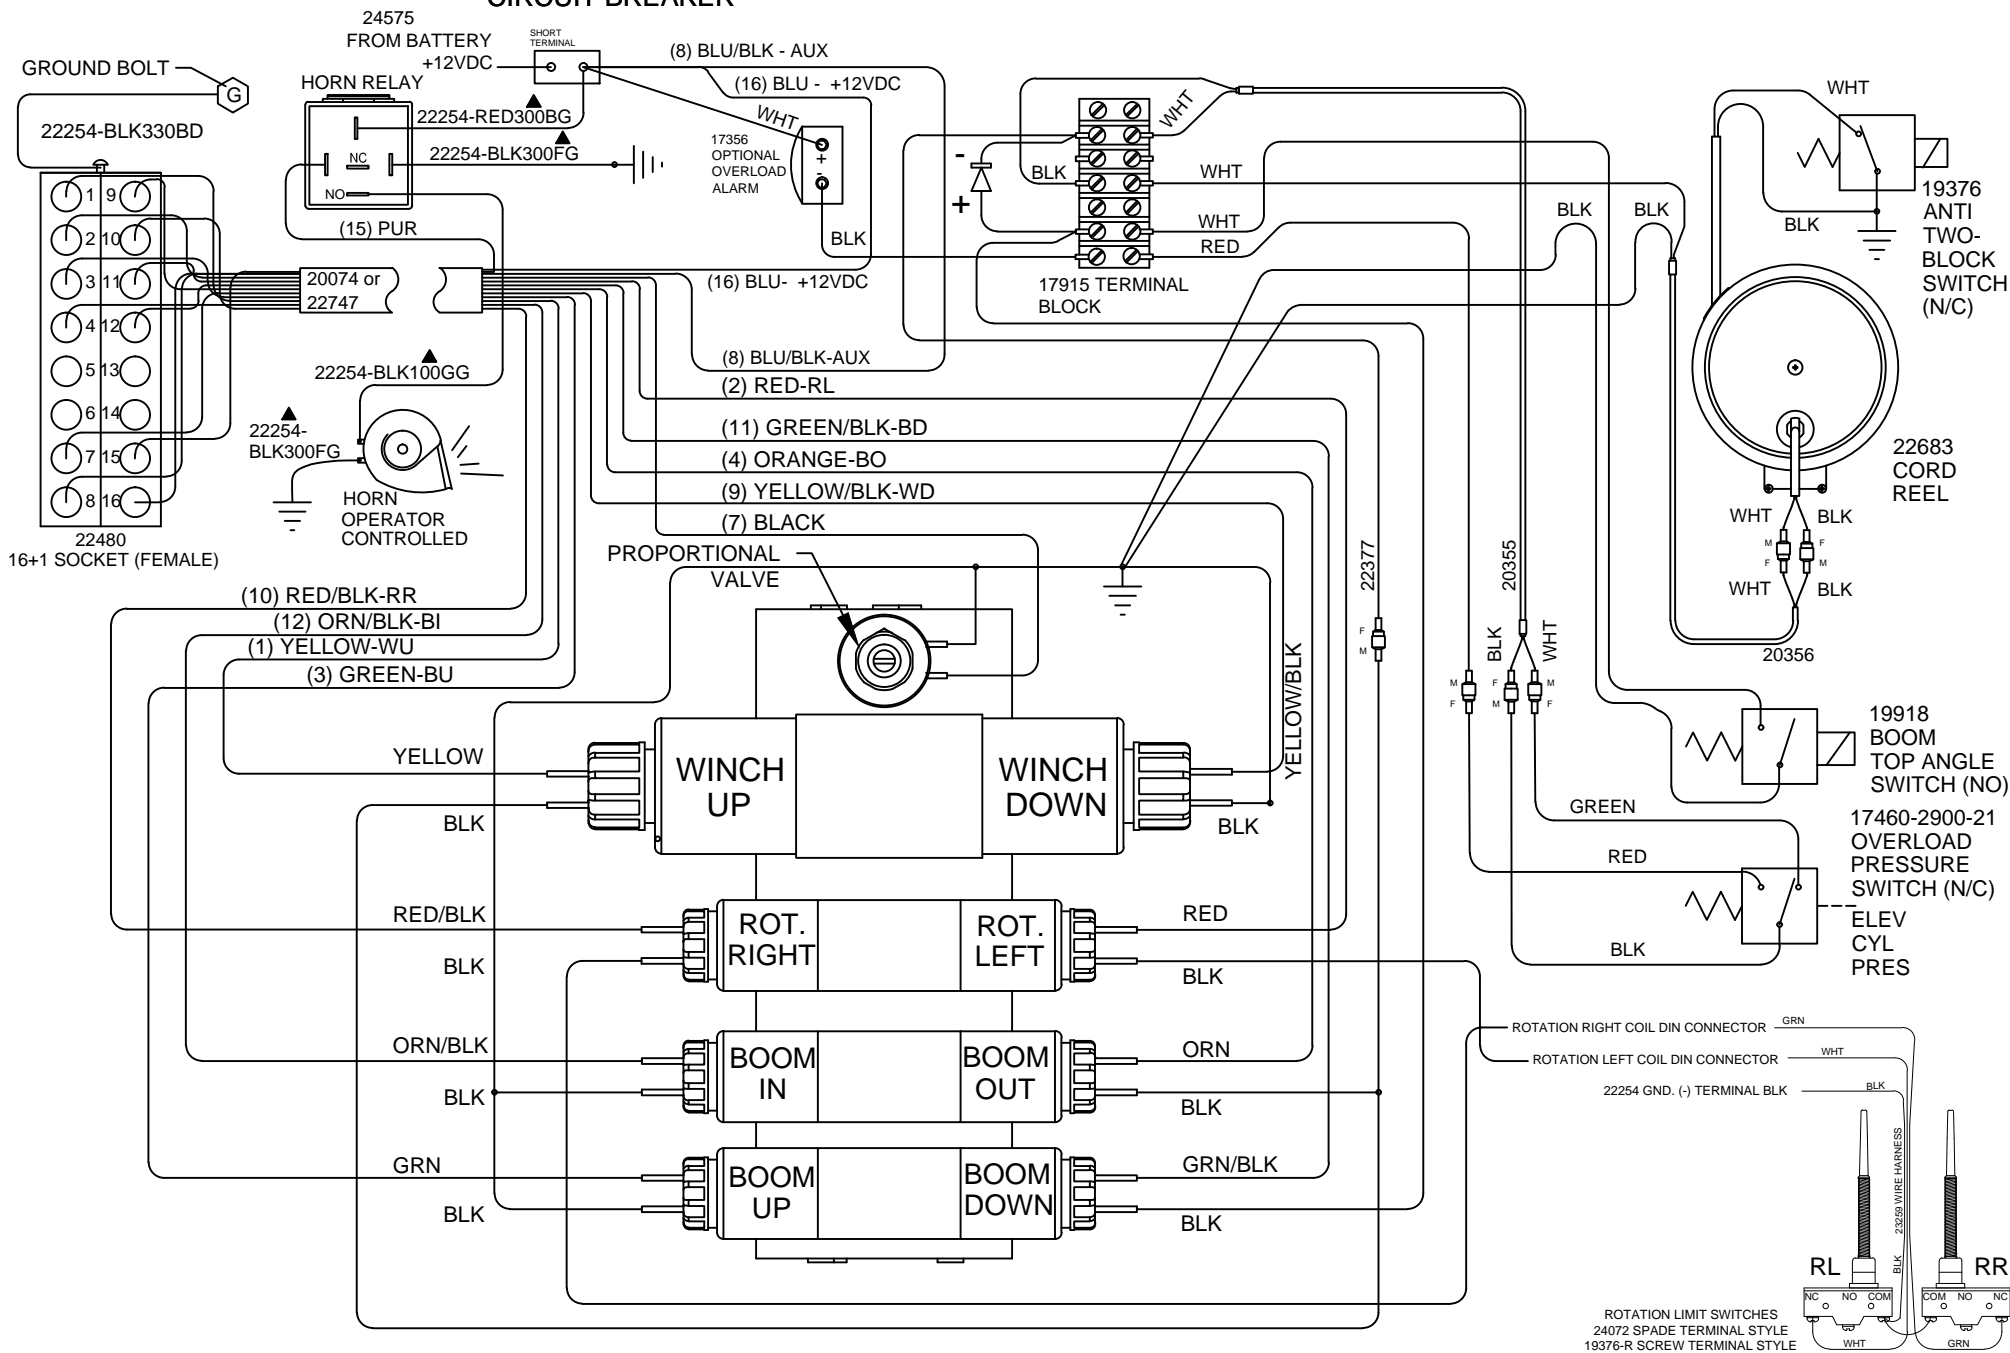 CIRCUIT BREAKER
24575
FROM BATTERY
+12VDC
SHORT
TERMINAL
(8) BLU/BLK - AUX
(16) BLU - +12VDC
GROUND BOLT
G
HORN RELAY
22254-BLK330BD
22254-RED300BG
22254-BLK300FG
NC
NO
(15) PUR
WHT
17356
OPTIONAL
OVERLOAD
ALARM
+
-
BLK
(16) BLU- +12VDC
-
+
BLK
WHT
WHT
WHT
RED
17915 TERMINAL
BLOCK
BLK
BLK
WHT
BLK
19376
ANTI
TWO-
BLOCK
SWITCH
(N/C)
1 9
2 10
3 11
4 12
5 13
6 14
7 15
8 16
22480
16+1 SOCKET (FEMALE)
20074 or
22747
22254-BLK100GG
22254-
BLK300FG
HORN
OPERATOR
CONTROLLED
(8) BLU/BLK-AUX
(2) RED-RL
(11) GREEN/BLK-BD
(4) ORANGE-BO
(9) YELLOW/BLK-WD
(7) BLACK
PROPORTIONAL
VALVE
22683
CORD
REEL
WHT
BLK
M
F
F
M
WHT
BLK
20356
(10) RED/BLK-RR
(12) ORN/BLK-BI
(1) YELLOW-WU
(3) GREEN-BU
22377
F
M
20355
BLK
WHT
M
F
F
M
M
F
YELLOW/BLK
19918
BOOM
TOP ANGLE
SWITCH (NO)
YELLOW
BLK
WINCH
UP
WINCH
DOWN
BLK
GREEN
RED
BLK
17460-2900-21
OVERLOAD
PRESSURE
SWITCH (N/C)
ELEV
CYL
PRES
RED/BLK
BLK
ROT.
RIGHT
ROT.
LEFT
RED
BLK
ORN/BLK
BLK
BOOM
IN
BOOM
OUT
ORN
BLK
GRN
BLK
BOOM
UP
BOOM
DOWN
GRN/BLK
BLK
ROTATION RIGHT COIL DIN CONNECTOR
GRN
ROTATION LEFT COIL DIN CONNECTOR
WHT
22254 GND. (-) TERMINAL BLK
BLK
23259 WIRE HARNESS
BLK
RL
RR
NC NO COM
COM NO NC
WHT
GRN
ROTATION LIMIT SWITCHES
24072 SPADE TERMINAL STYLE
19376-R SCREW TERMINAL STYLE